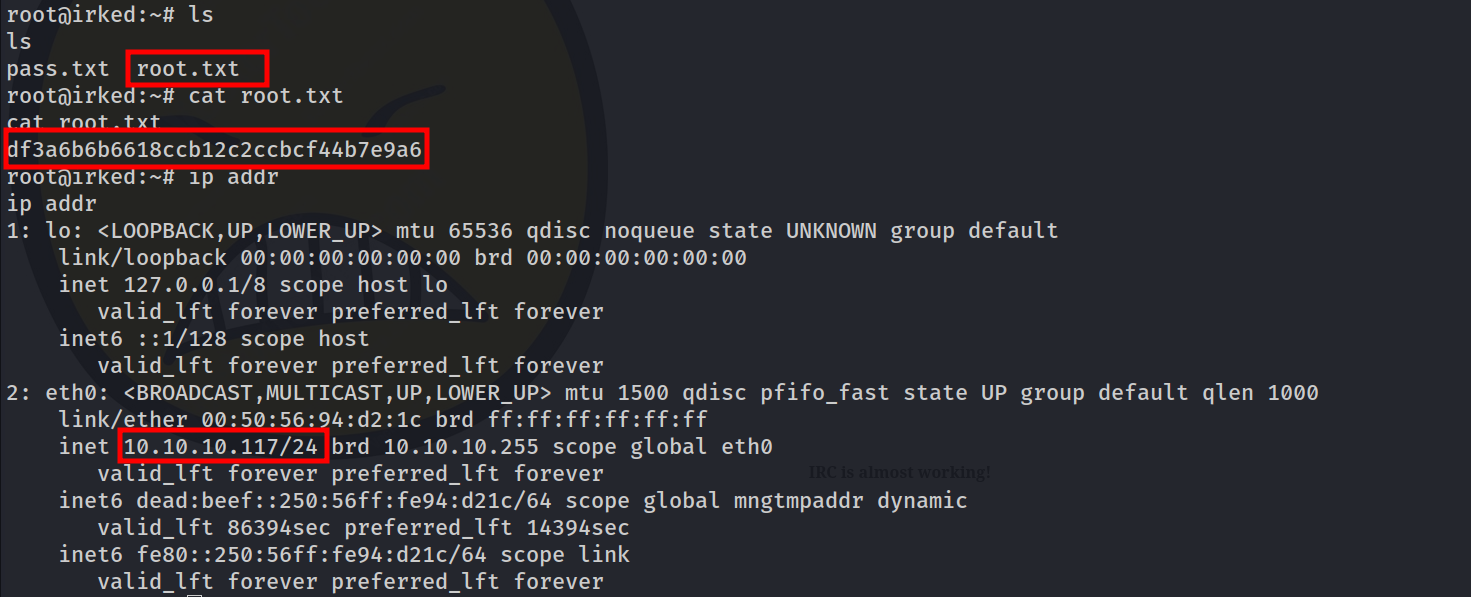 root@irked:~# ls
ls
pass.txt  root.txt
root@irked:~# cat root.txt
cat root.txt
df3a6b6b6618ccb12c2ccbcf44b7e9a6
root@irked:~# ip addr
ip addr
1: lo: <LOOPBACK,UP,LOWER_UP> mtu 65536 qdisc noqueue state UNKNOWN group default
    link/loopback 00:00:00:00:00:00 brd 00:00:00:00:00:00
    inet 127.0.0.1/8 scope host lo
       valid_lft forever preferred_lft forever
    inet6 ::1/128 scope host
       valid_lft forever preferred_lft forever
2: eth0: <BROADCAST,MULTICAST,UP,LOWER_UP> mtu 1500 qdisc pfifo_fast state UP group default qlen 1000
    link/ether 00:50:56:94:d2:1c brd ff:ff:ff:ff:ff:ff
    inet 10.10.10.117/24 brd 10.10.10.255 scope global eth0
       valid_lft forever preferred_lft forever
IRC is almost working!
    inet6 dead:beef::250:56ff:fe94:d21c/64 scope global mngtmpaddr dynamic
       valid_lft 86394sec preferred_lft 14394sec
    inet6 fe80::250:56ff:fe94:d21c/64 scope link
       valid_lft forever preferred_lft forever